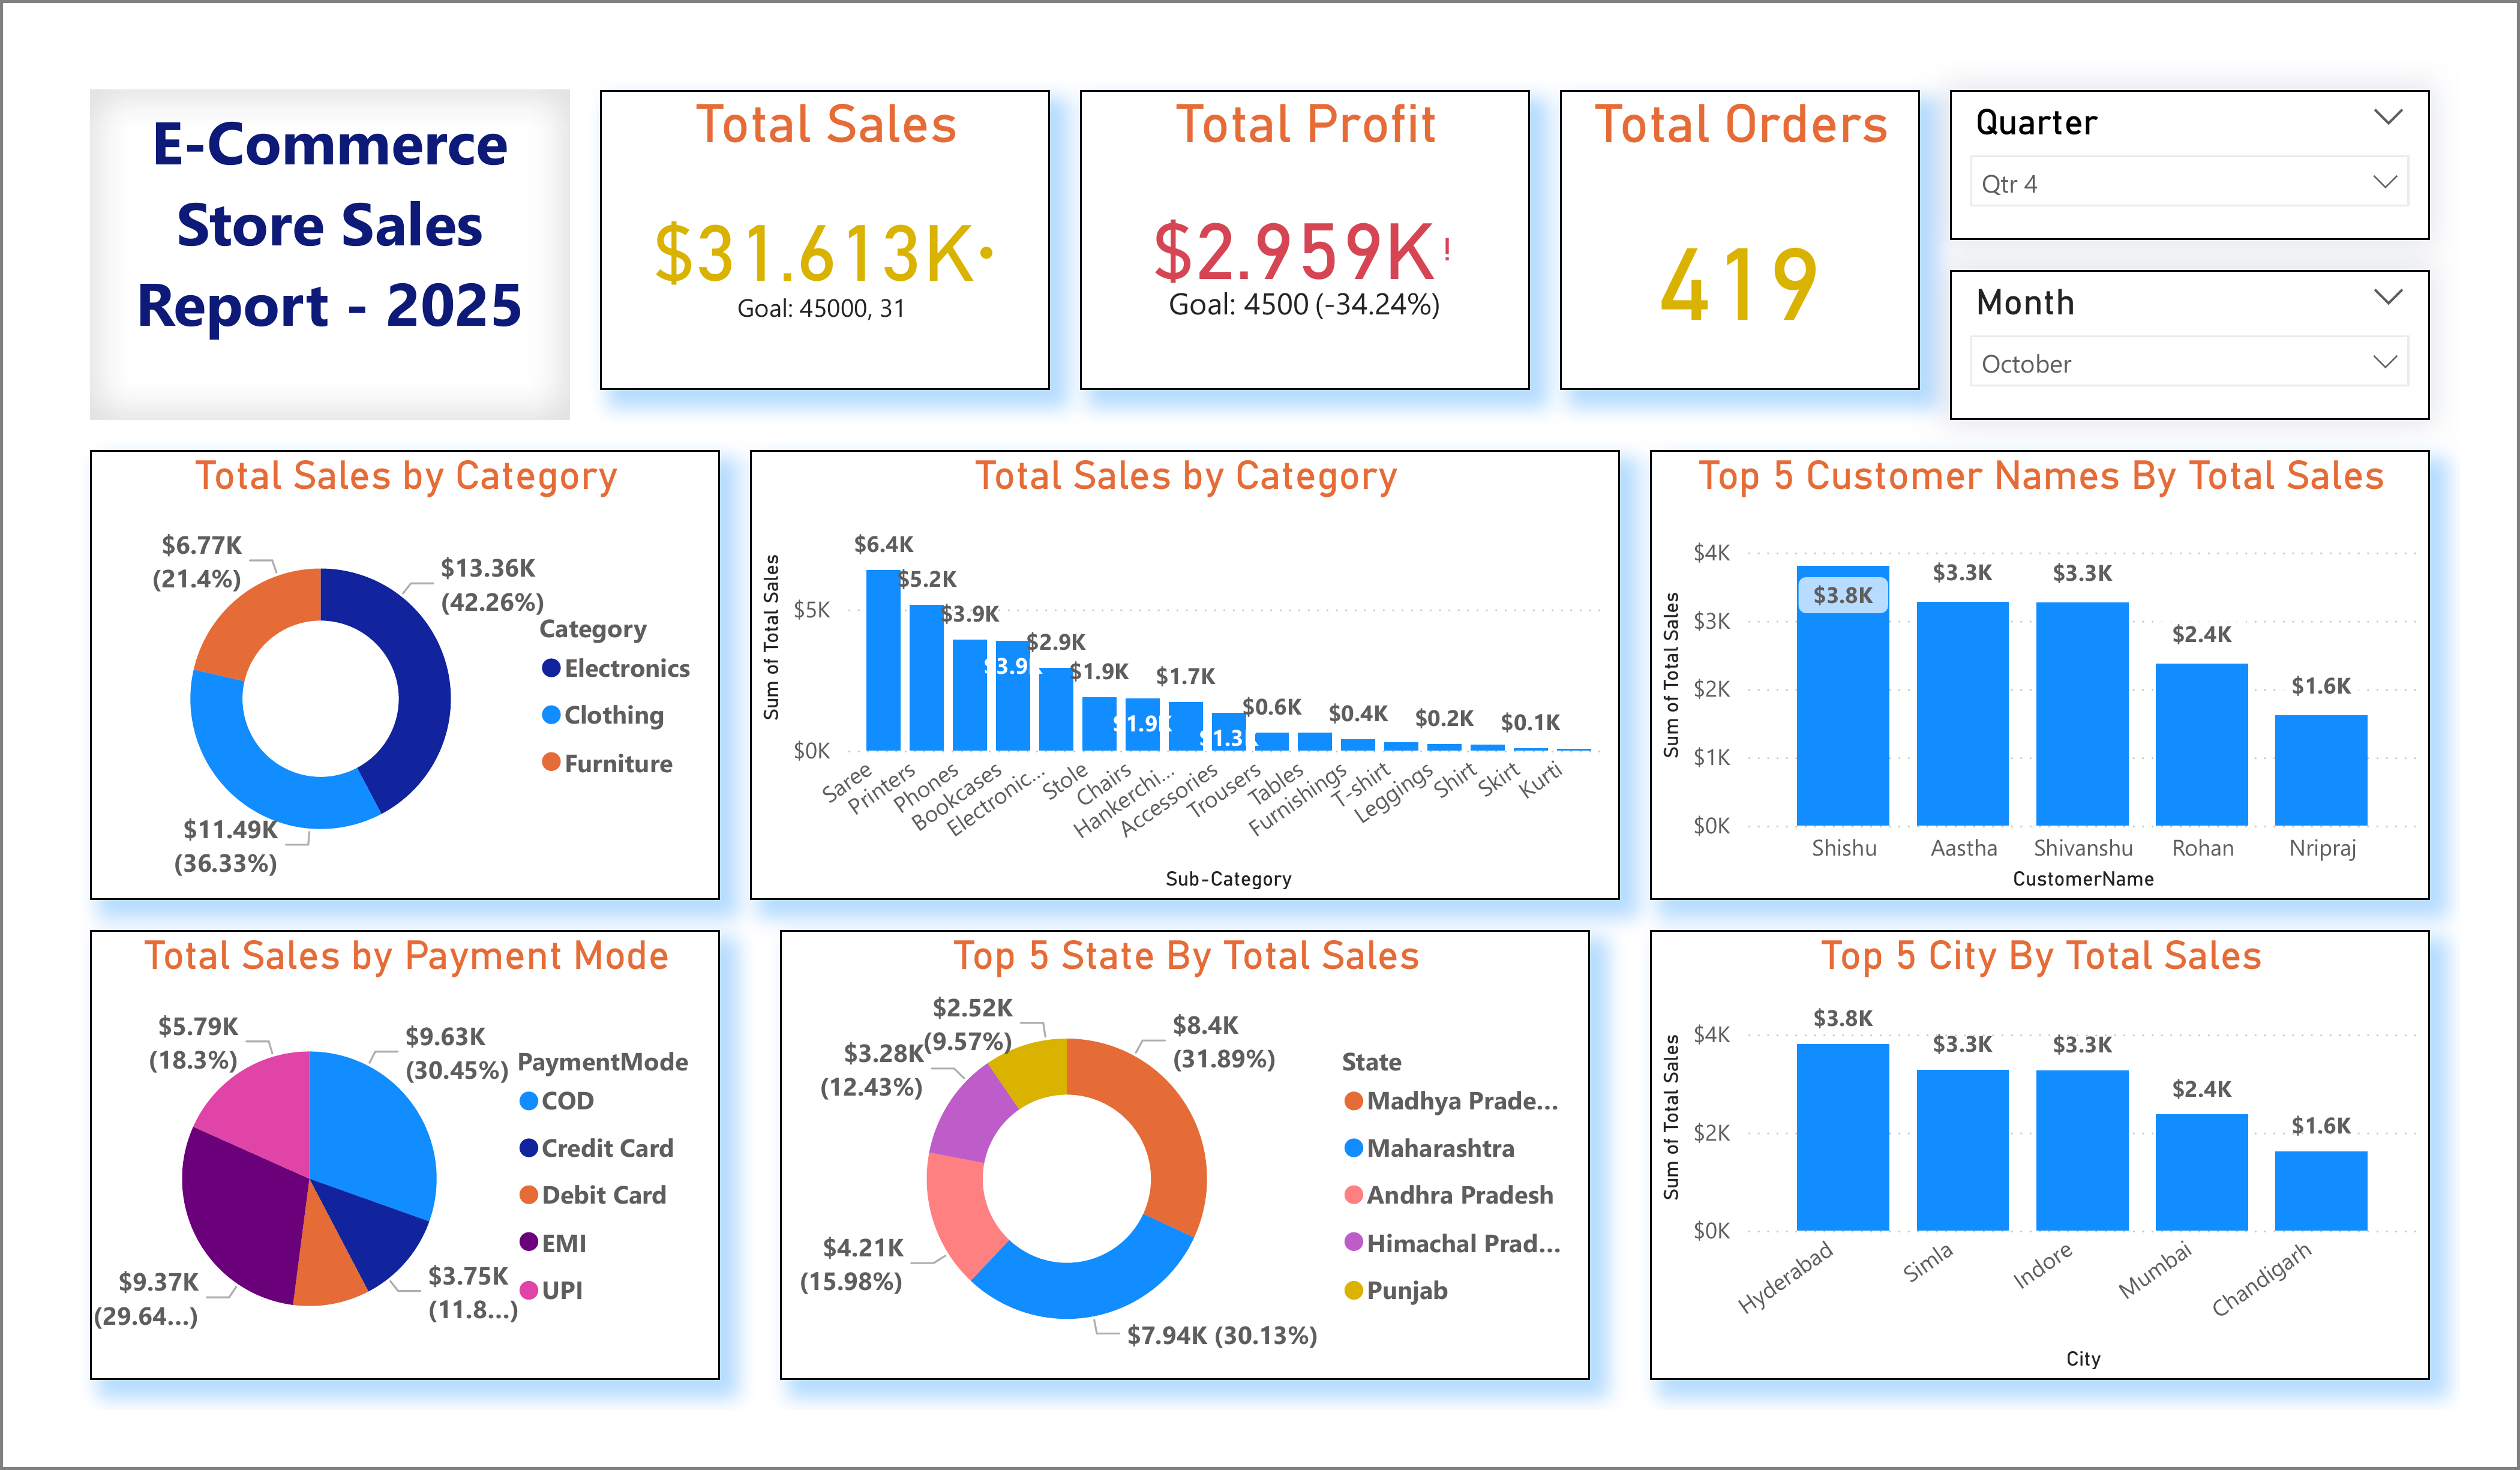 E-Commerce
Store Sales
Report - 2025
Total Sales
$31.613K
Goal: 45000, 31
Total Profit
$2.959K!
Goal: 4500 (-34.24%)
Total Orders
419
Quarter
Qtr 4
Month
October
Total Sales by Category
$6.77K
(21.4%)
$13.36K
(42.26%)
$11.49K
(36.33%)
Category
Electronics
Clothing
Furniture
Total Sales by Category
Sum of Total Sales
$5K
$0K
$6.4K
$5.2K
$3.9K
$3.9K
$2.9K
$1.9K
$1.9K
$1.7K
$1.3
$0.6K
$0.4K
$0.2K
$0.1K
Saree
Printers
Phones
Bookcases
Electronic...
Stole
Chairs
Hankerchi...
Accessories
Trousers
Tables
Furnishings
T-shirt
Leggings
Shirt
Skirt
Kurti
Sub-Category
Top 5 Customer Names By Total Sales
Sum of Total Sales
$4K
$3K
$2K
$1K
$0K
$3.8K
$3.3K
$3.3K
$2.4K
$1.6K
Shishu
Aastha
Shivanshu
Rohan
Nripraj
CustomerName
Total Sales by Payment Mode
$5.79K
(18.3%)
$9.63K
(30.45%)
$9.37K
(29.64...)
$3.75K
(11.8...)
PaymentMode
COD
Credit Card
Debit Card
EMI
UPI
Top 5 State By Total Sales
$2.52K
(9.57%)
$8.4K
(31.89%)
$3.28K
(12.43%)
$4.21K
(15.98%)
$7.94K (30.13%)
State
Madhya Prade...
Maharashtra
Andhra Pradesh
Himachal Prad...
Punjab
Top 5 City By Total Sales
Sum of Total Sales
$4K
$2K
$0K
$3.8K
$3.3K
$3.3K
$2.4K
$1.6K
Hyderabad
Simla
Indore
Mumbai
Chandigarh
City